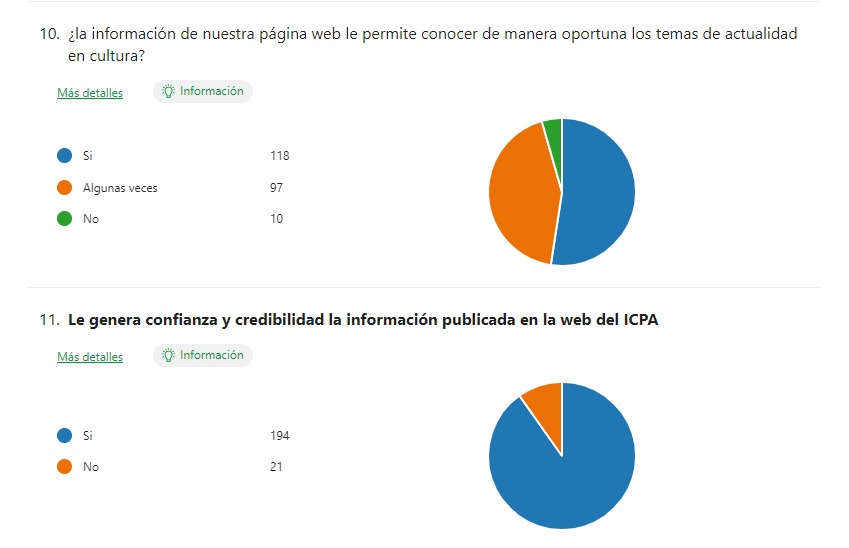 10. ¿la información de nuestra página web le permite conocer de manera oportuna los temas de actualidad
en cultura?
Más detalles Información
Si 118
Algunas veces 97
No 10
11. Le genera confianza y credibilidad la información publicada en la web del ICPA
Más detalles Información
Si 194
No 21